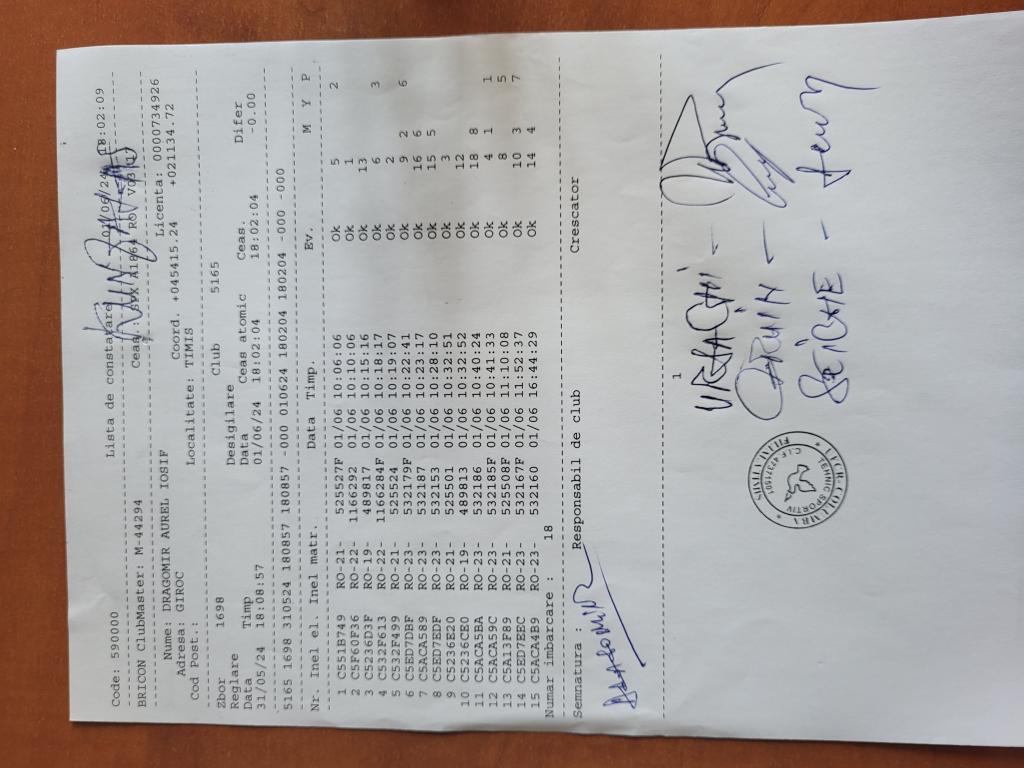 Code: 590000 Lista de constatare 18:02:09
BRICON ClubMaster: M-44294 Ceas:
Nume: DRAGOMIR AUREL IOSIF Licenta: 0000734926
Adresa: GIROC Coord. +045415.24 +021134.72
Cod Post.: Localitate: TIMIS
Zbor 1698 Club 5165
Reglare Desigilare
Data Timp Data Ceas atomic Ceas. Difer
31/05/24 18:08:57 01/06/24 18:02:04 18:02:04 -0.00
5165 1698 310524 180857 180857 -000 010624 180204 180204 -000 -000
Nr. Inel el. Inel matr. Data Timp. Ev. M Y P
1 C551B749 RO-21- 525527F 01/06 10:06:06 Ok 5 2
2 C5F60F36 RO-22- 1166292 01/06 10:10:06 Ok 1
3 C5236D3F RO-19- 489817 01/06 10:15:16 Ok 13
4 C532F613 RO-22- 1166284F 01/06 10:18:17 Ok 6 3
5 C532F499 RO-21- 525524 01/06 10:19:07 Ok 2
6 C5ED7DBF RO-23- 532179F 01/06 10:22:41 Ok 9 2 6
7 C5ACA589 RO-23- 532187 01/06 10:23:17 Ok 16 6
8 C5ED7EDF RO-23- 532153 01/06 10:28:10 Ok 15 5
9 C5236E20 RO-21- 525501 01/06 10:32:51 Ok 3
10 C5236CE0 RO-19- 489813 01/06 10:32:52 Ok 12
11 C5ACA5BA RO-23- 532186 01/06 10:40:24 Ok 18 8
12 C5ACA59C RO-23- 532185F 01/06 10:41:33 Ok 4 1 1
13 C5A13F89 RO-21- 525508F 01/06 11:10:08 Ok 8 5
14 C5ED7EEC RO-23- 532167F 01/06 11:52:37 Ok 10 3 7
15 C5ACA4B9 RO-23- 532160 01/06 16:44:29 Ok 14 4
Numar imbarcare : 18
Semnatura : Responsabil de club Crescator
1
URSACHI -
FILIALA TIMIS
C.I.F 47371501
TEHNIC SPORTIV